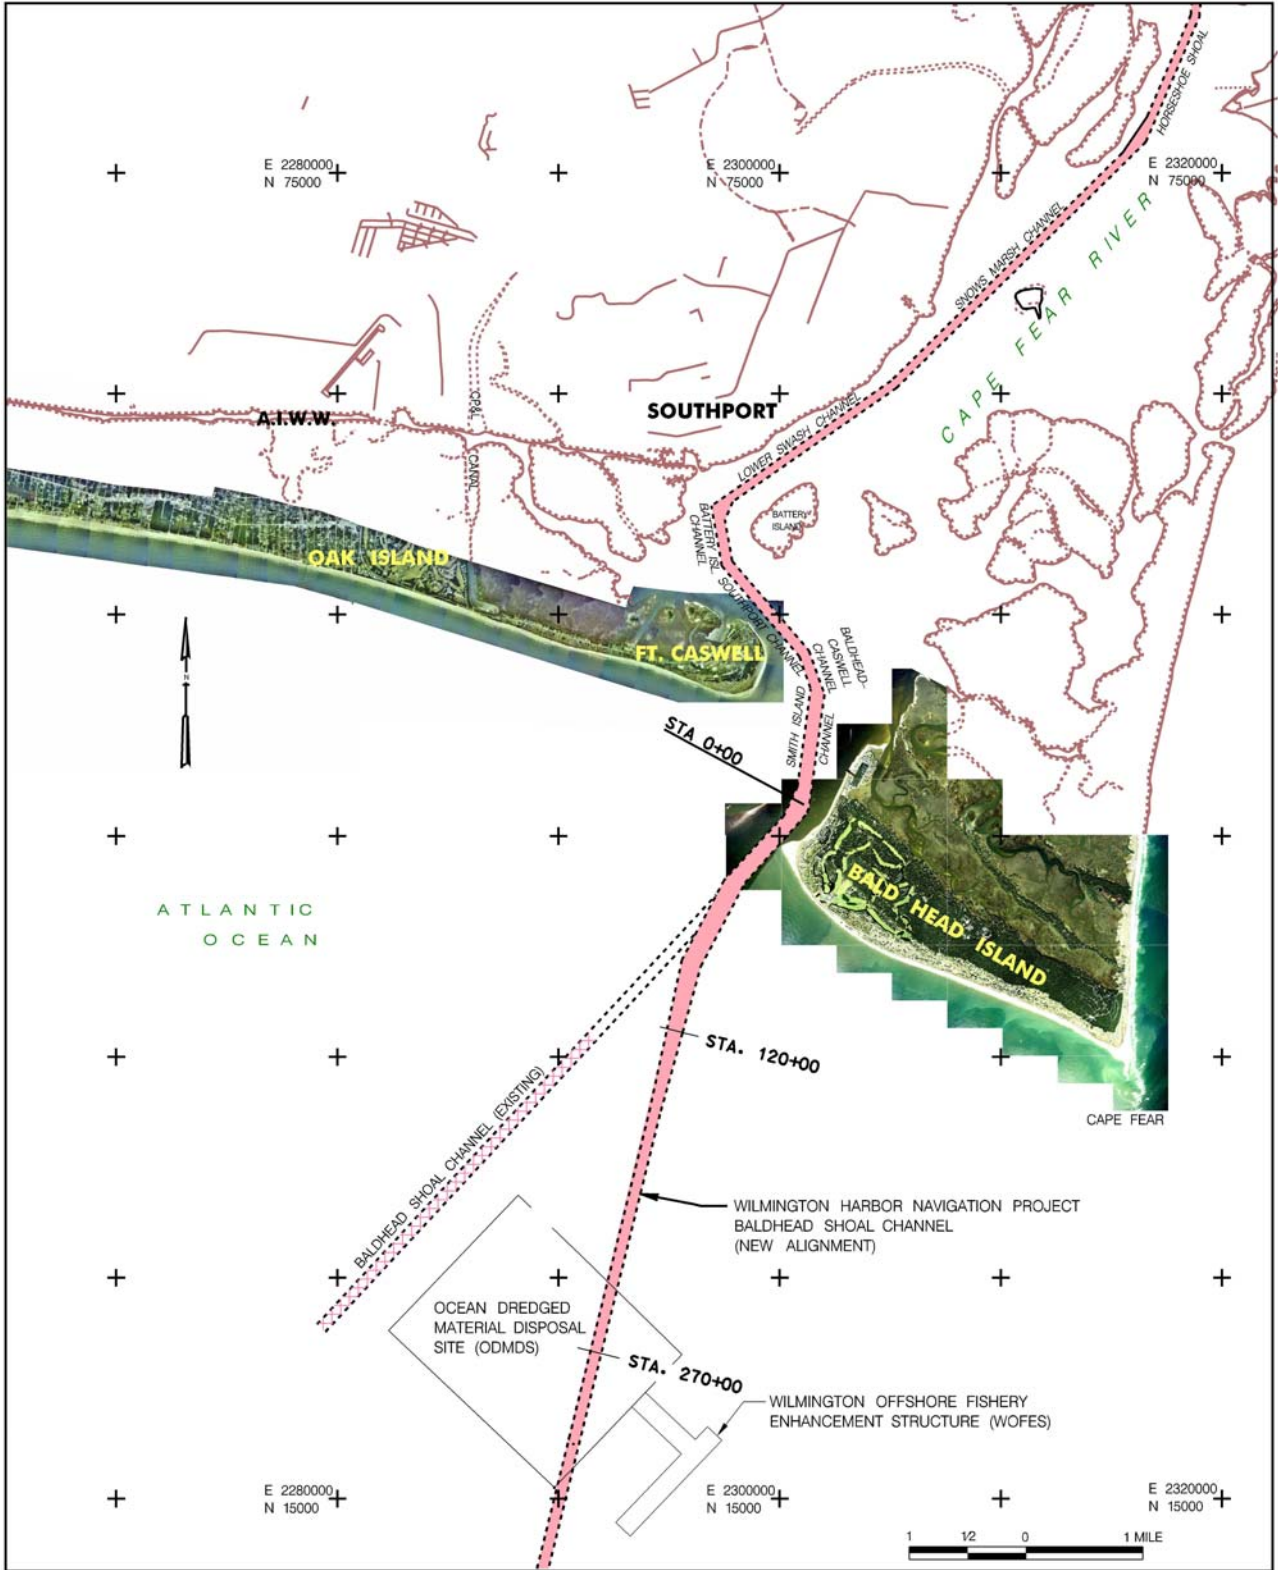 HORSESHOE SHOAL
E 2280000
N 75000
E 2300000
N 75000
E 2320000
N 75000
SNOWS MARSH CHANNEL
CAPE FEAR RIVER
A.I.W.W.
CP&L
CANAL
SOUTHPORT
LOWER SWASH CHANNEL
BATTERY ISL.
CHANNEL
BATTERY
ISLAND
OAK ISLAND
SOUTHPORT CHANNEL
FT. CASWELL
BALDHEAD-
CASWELL
CHANNEL
N
SMITH ISLAND
CHANNEL
STA 0+00
BALD HEAD ISLAND
ATLANTIC
OCEAN
STA. 120+00
BALDHEAD SHOAL CHANNEL (EXISTING)
CAPE FEAR
WILMINGTON HARBOR NAVIGATION PROJECT
BALDHEAD SHOAL CHANNEL
(NEW ALIGNMENT)
OCEAN DREDGED
MATERIAL DISPOSAL
SITE (ODMDS)
STA. 270+00
WILMINGTON OFFSHORE FISHERY
ENHANCEMENT STRUCTURE (WOFES)
E 2280000
N 15000
E 2300000
N 15000
E 2320000
N 15000
1 1/2 0 1 MILE